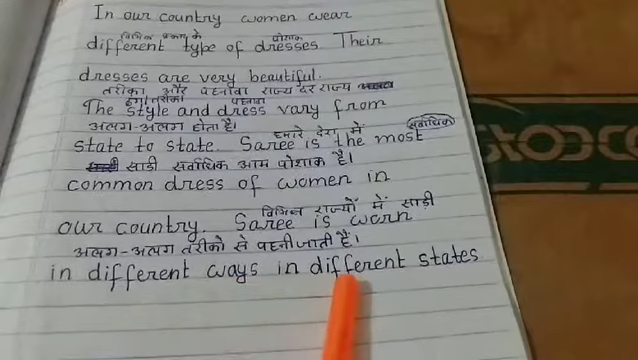 In our country women wear
विभिन्न प्रकार के पोशाक
different type of dresses Their
dresses are very beautiful.
तरीका और पहनावा राज्य दर राज्य
ढंग/तरीका पहनावा
The style and dress vary from
अलग-अलग होता है। हमारे देश में सर्वाधिक
state to state. Saree is the most
साडी सर्वाधिक आम पोशाक है।
common dress of women in
विभिन्न राज्यों में साड़ी
our country. Saree is worn
अलग-अलग तरीको से पहनी जाती हैं।
in different ways in different states